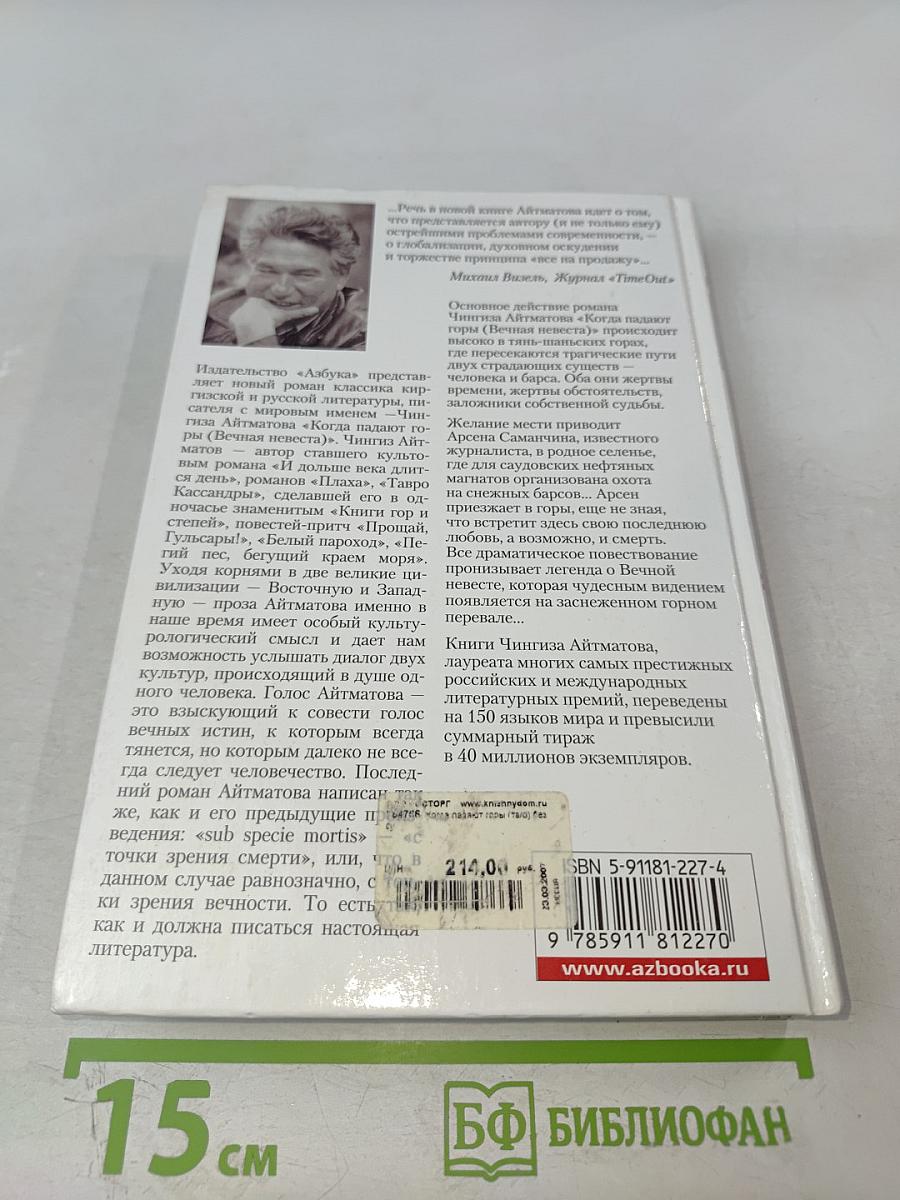 ...Речь в новой книге Айтматова идет о том,
что представляется автору (и не только ему)
острейшими проблемами современности, —
о глобализации, духовном оскудении
и торжестве принципа «все на продажу»...
Михаил Визель, Журнал «TimeOut»
Издательство «Азбука» представ-
ляет новый роман классика кир-
гизской и русской литературы, пи-
сателя с мировым именем —Чин-
гиза Айтматова «Когда падают го-
ры (Вечная невеста)». Чингиз Айт-
матов — автор ставшего культо-
вым романа «И дольше века длит-
ся день», романов «Плаха», «Тавро
Кассандры», сделавшей его в од-
ночасье знаменитым «Книги гор и
степей», повестей-притч «Прощай,
Гульсары!», «Белый пароход», «Пе-
гий пес, бегущий краем моря».
Уходя корнями в две великие ци-
вилизации — Восточную и Запад-
ную — проза Айтматова именно в
наше время имеет особый культу-
рологический смысл и дает нам
возможность услышать диалог двух
культур, происходящий в душе од-
ного человека. Голос Айтматова —
это взыскующий к совести голос
вечных истин, к которым всегда
тянется, но которым далеко не все-
гда следует человечество. Послед-
ний роман Айтматова написан так
же, как и его предыдущие
ведения: «sub specie mortis» — «с
точки зрения смерти», или, что в
данном случае равнозначно, с
ки зрения вечности. То есть
как и должна писаться настоящая
литература.
Основное действие романа
Чингиза Айтматова «Когда падают
горы (Вечная невеста)» происходит
высоко в тянь-шаньских горах,
где пересекаются трагические пути
двух страдающих существ —
человека и барса. Оба они жертвы
времени, жертвы обстоятельств,
заложники собственной судьбы.
Желание мести приводит
Арсена Саманчина, известного
журналиста, в родное селенье,
где для саудовских нефтяных
магнатов организована охота
на снежных барсов... Арсен
приезжает в горы, еще не зная,
что встретит здесь свою последнюю
любовь, а возможно, и смерть.
Все драматическое повествование
пронизывает легенда о Вечной
невесте, которая чудесным видением
появляется на заснеженном горном
перевале...
Книги Чингиза Айтматова,
лауреата многих самых престижных
российских и международных
литературных премий, переведены
на 150 языков мира и превысили
суммарный тираж
в 40 миллионов экземпляров.
www.knizhnydom.ru
Когда падают горы (тв/о) без
214,00 руб.
23.03.2007
ISBN 5-91181-227-4
9 785911 812270
www.azbooka.ru
15 см
БФ БИБЛИОФАН